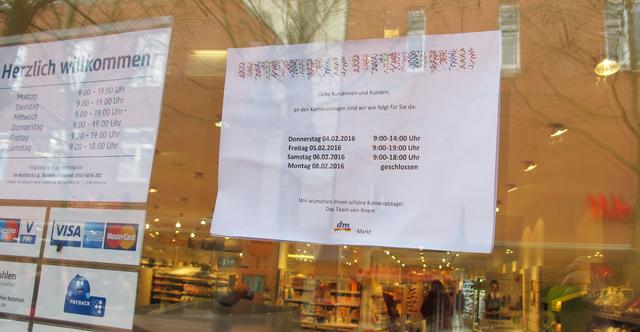 Herzlich willkommen
Montag 9.00 - 19.00 Uhr
Dienstag 9.00 - 19.00 Uhr
Mittwoch 9.00 - 19.00 Uhr
Donnerstag 9.00 - 19.00 Uhr
Freitag 9.00 - 19.00 Uhr
Samstag 9.00 - 18.00 Uhr
VISA
MasterCard
V PAY
PAYBACK
Liebe Kundinnen und Kunden,
an den Karnevalstagen sind wir wie folgt für Sie da:
Donnerstag 04.02.2016 9:00-14:00 Uhr
Freitag 05.02.2016 9:00-19:00 Uhr
Samstag 06.02.2016 9:00-18:00 Uhr
Montag 08.02.2016 geschlossen
Wir wünschen Ihnen schöne Karnevalstage!
Das Team von Ihrem
dm -Markt